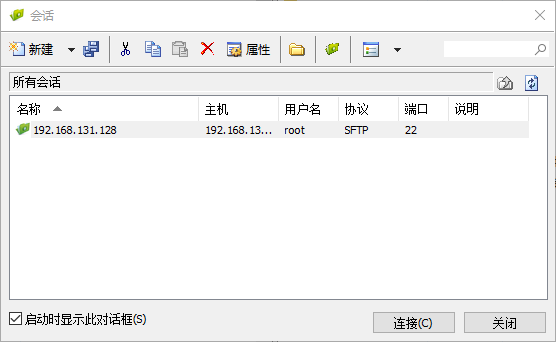 会话
新建 属性
所有会话
名称 主机 用户名 协议 端口 说明
192.168.131.128 192.168.13... root SFTP 22
启动时显示此对话框(S)
连接(C) 关闭